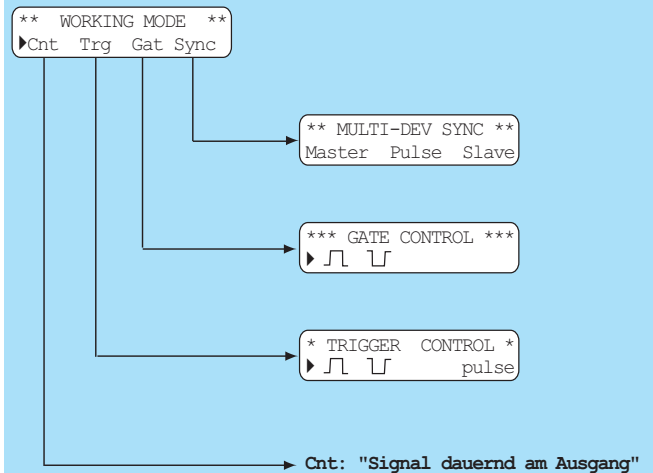 ** WORKING MODE **
Cnt Trg Gat Sync
** MULTI-DEV SYNC **
Master Pulse Slave
*** GATE CONTROL ***
* TRIGGER CONTROL *
pulse
Cnt: "Signal dauernd am Ausgang"